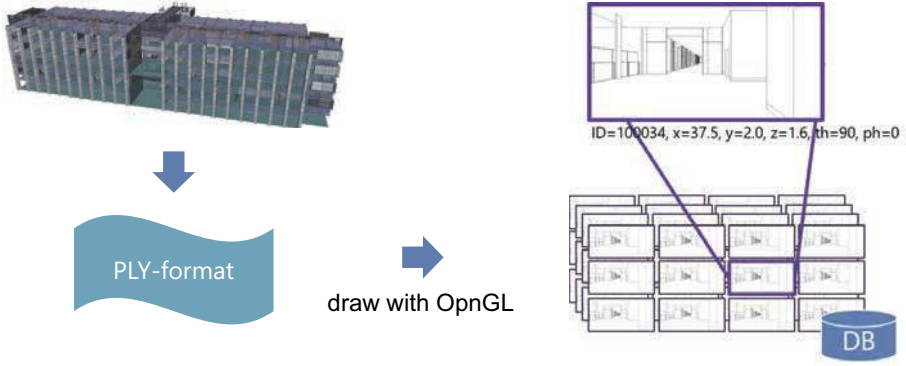 ID=100034, x=37.5, y=2.0, z=1.6, th=90, ph=0
PLY-format
draw with OpnGL
DB